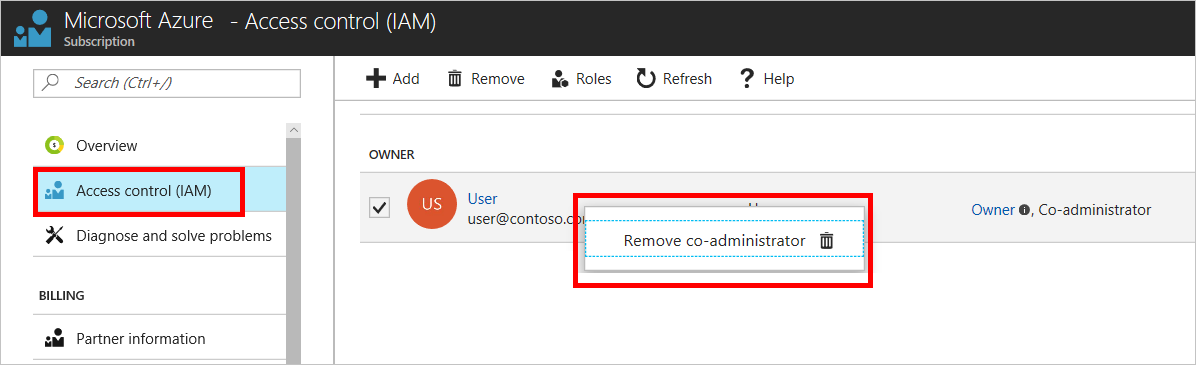 Microsoft Azure - Access control (IAM)
Subscription
Search (Ctrl+/)
Add Remove Roles Refresh ? Help
Overview
OWNER
Access control (IAM)
US
User
user@contoso.co
Owner , Co-administrator
Remove co-administrator
Diagnose and solve problems
BILLING
Partner information